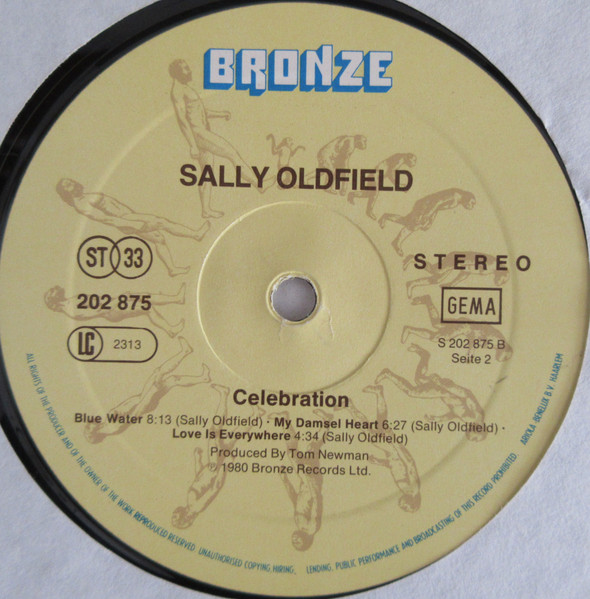 BRONZE
SALLY OLDFIELD
ST 33
202 875
LC 2313
STEREO
GEMA
S 202 875 B
Seite 2
Celebration
Blue Water 8:13 (Sally Oldfield) · My Damsel Heart 6:27 (Sally Oldfield) ·
Love Is Everywhere 4:34 (Sally Oldfield)
Produced By Tom Newman
℗ 1980 Bronze Records Ltd.
ALL RIGHTS OF THE PRODUCER AND OF THE OWNER OF THE WORK REPRODUCED RESERVED. UNAUTHORISED COPYING HIRING, LENDING, PUBLIC PERFORMANCE AND BROADCASTING OF THIS RECORD PROHIBITED. ARIOLA-BENELUX B.V. HAARLEM